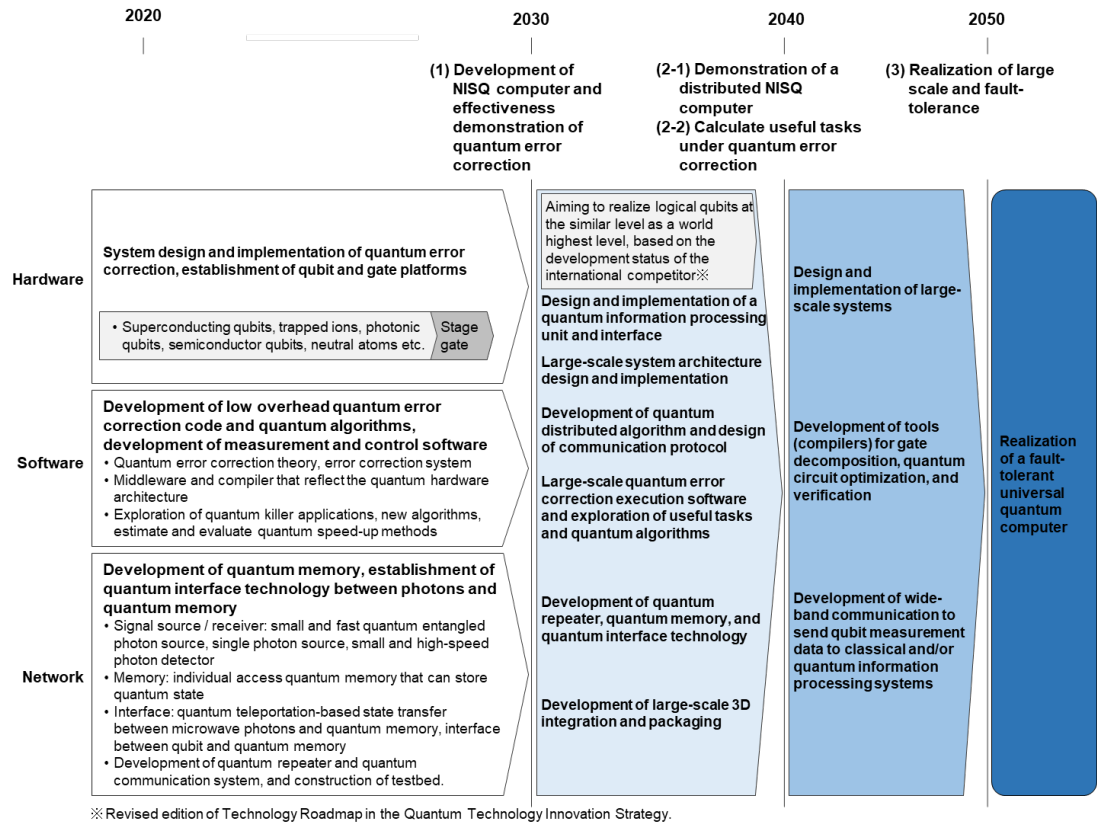 2020
2030
2040
2050
(1) Development of
NISQ computer and
effectiveness
demonstration of
quantum error
correction
(2-1) Demonstration of a
distributed NISQ
computer
(2-2) Calculate useful tasks
under quantum error
correction
(3) Realization of large
scale and fault-
tolerance
Hardware
System design and implementation of quantum error
correction, establishment of qubit and gate platforms
• Superconducting qubits, trapped ions, photonic
qubits, semiconductor qubits, neutral atoms etc.
Stage
gate
Software
Development of low overhead quantum error
correction code and quantum algorithms,
development of measurement and control software
• Quantum error correction theory, error correction system
• Middleware and compiler that reflect the quantum hardware
architecture
• Exploration of quantum killer applications, new algorithms,
estimate and evaluate quantum speed-up methods
Network
Development of quantum memory, establishment of
quantum interface technology between photons and
quantum memory
• Signal source / receiver: small and fast quantum entangled
photon source, single photon source, small and high-speed
photon detector
• Memory: individual access quantum memory that can store
quantum state
• Interface: quantum teleportation-based state transfer
between microwave photons and quantum memory, interface
between qubit and quantum memory
• Development of quantum repeater and quantum
communication system, and construction of testbed.
Aiming to realize logical qubits at
the similar level as a world
highest level, based on the
development status of the
international competitor※
Design and implementation of a
quantum information processing
unit and interface
Large-scale system architecture
design and implementation
Development of quantum
distributed algorithm and design
of communication protocol
Large-scale quantum error
correction execution software
and exploration of useful tasks
and quantum algorithms
Development of quantum
repeater, quantum memory, and
quantum interface technology
Development of large-scale 3D
integration and packaging
Design and
implementation of large-
scale systems
Development of tools
(compilers) for gate
decomposition, quantum
circuit optimization, and
verification
Development of wide-
band communication to
send qubit measurement
data to classical and/or
quantum information
processing systems
Realization
of a fault-
tolerant
universal
quantum
computer
※Revised edition of Technology Roadmap in the Quantum Technology Innovation Strategy.